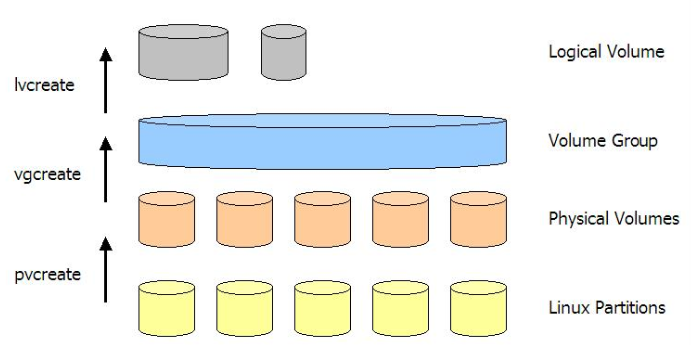 Logical Volume
lvcreate
Volume Group
vgcreate
Physical Volumes
pvcreate
Linux Partitions